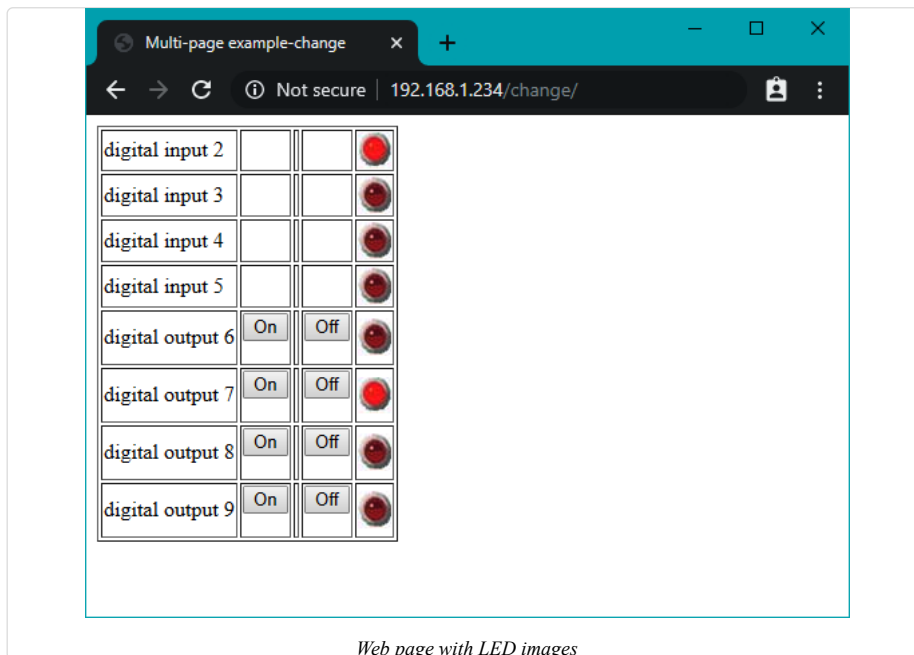 Multi-page example-change
Not secure | 192.168.1.234/change/
digital input 2
digital input 3
digital input 4
digital input 5
digital output 6 On Off
digital output 7 On Off
digital output 8 On Off
digital output 9 On Off
Web page with LED images